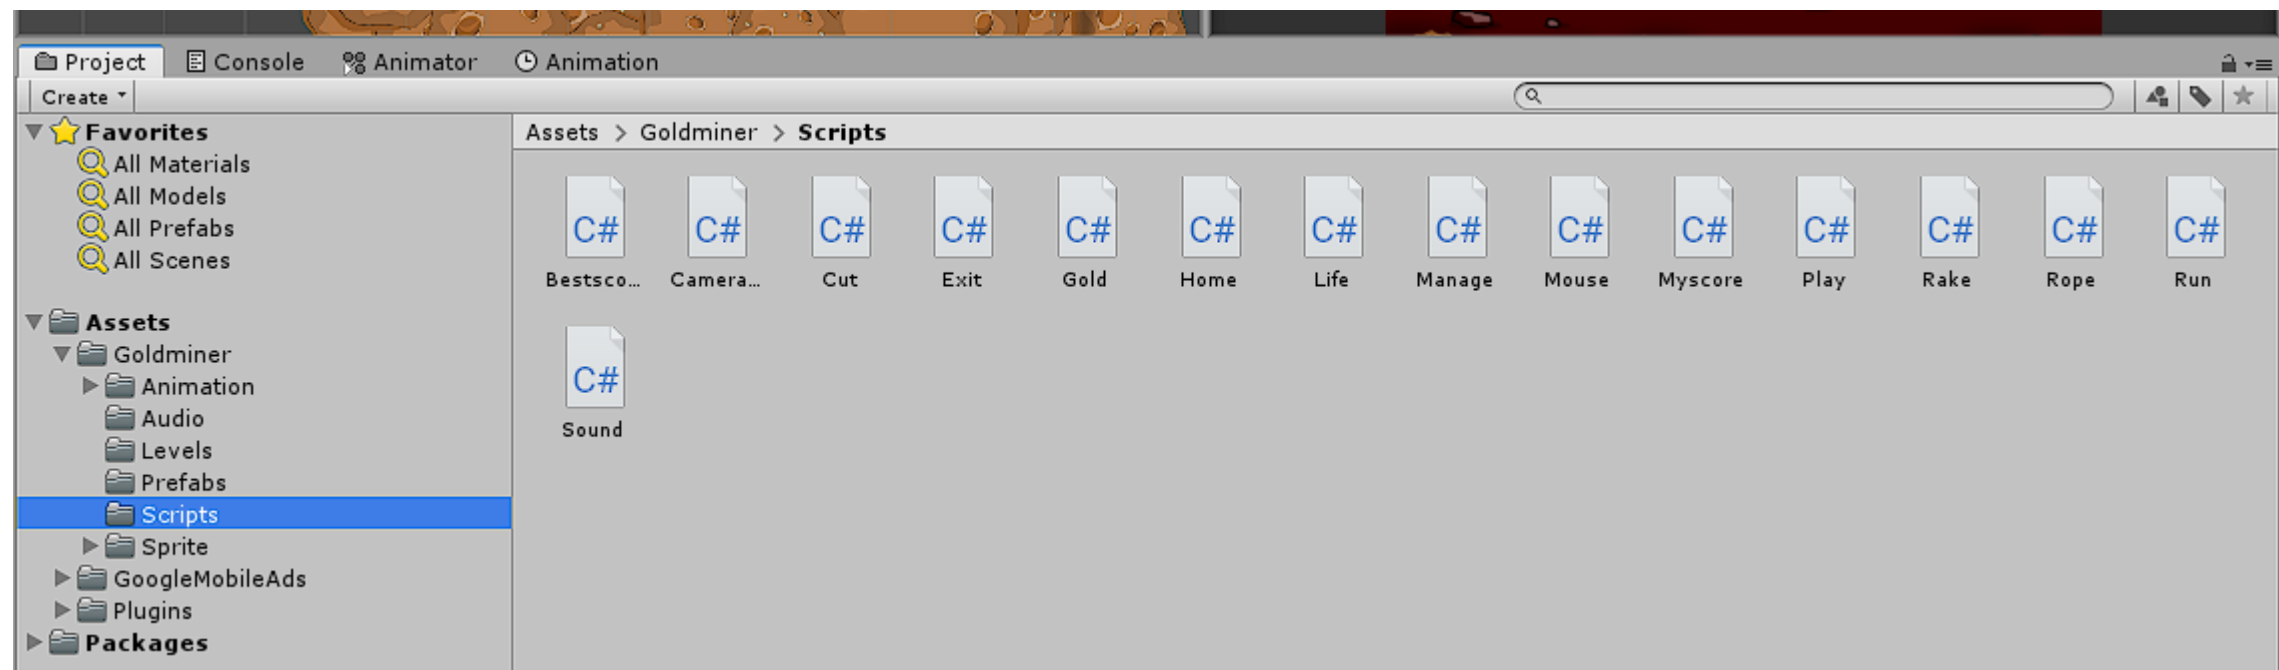 Project Console Animator Animation
Create
Favorites
All Materials
All Models
All Prefabs
All Scenes
Assets
Goldminer
Animation
Audio
Levels
Prefabs
Scripts
Sprite
GoogleMobileAds
Plugins
Packages
Assets > Goldminer > Scripts
C# C# C# C# C# C# C# C# C# C# C# C# C# C#
Bestsco... Camera... Cut Exit Gold Home Life Manage Mouse Myscore Play Rake Rope Run
C#
Sound